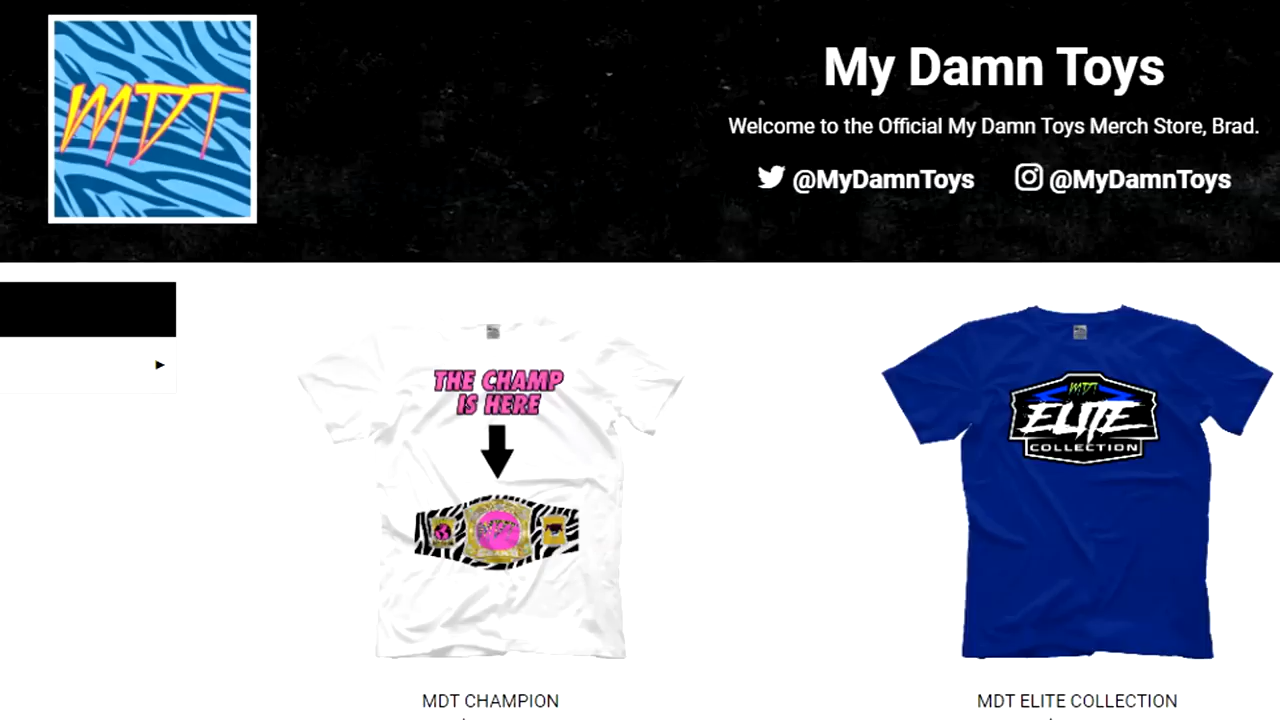 MDT
My Damn Toys
Welcome to the Official My Damn Toys Merch Store, Brad.
@MyDamnToys @MyDamnToys
THE CHAMP
IS HERE
MDT
ELITE
COLLECTION
MDT CHAMPION
MDT ELITE COLLECTION